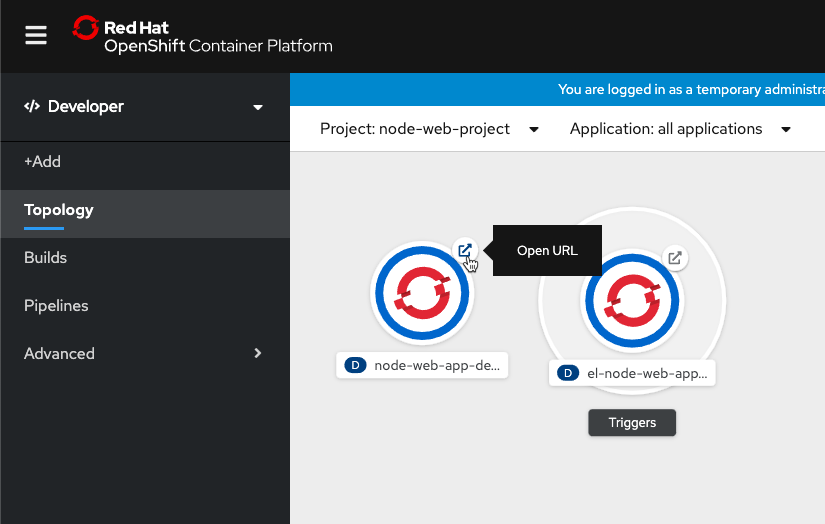 Red Hat
OpenShift Container Platform
You are logged in as a temporary
</> Developer
Project: node-web-project
Application: all applications
+Add
Topology
Builds
Pipelines
Advanced
Open URL
D node-web-app-de...
D el-node-web-app...
Triggers